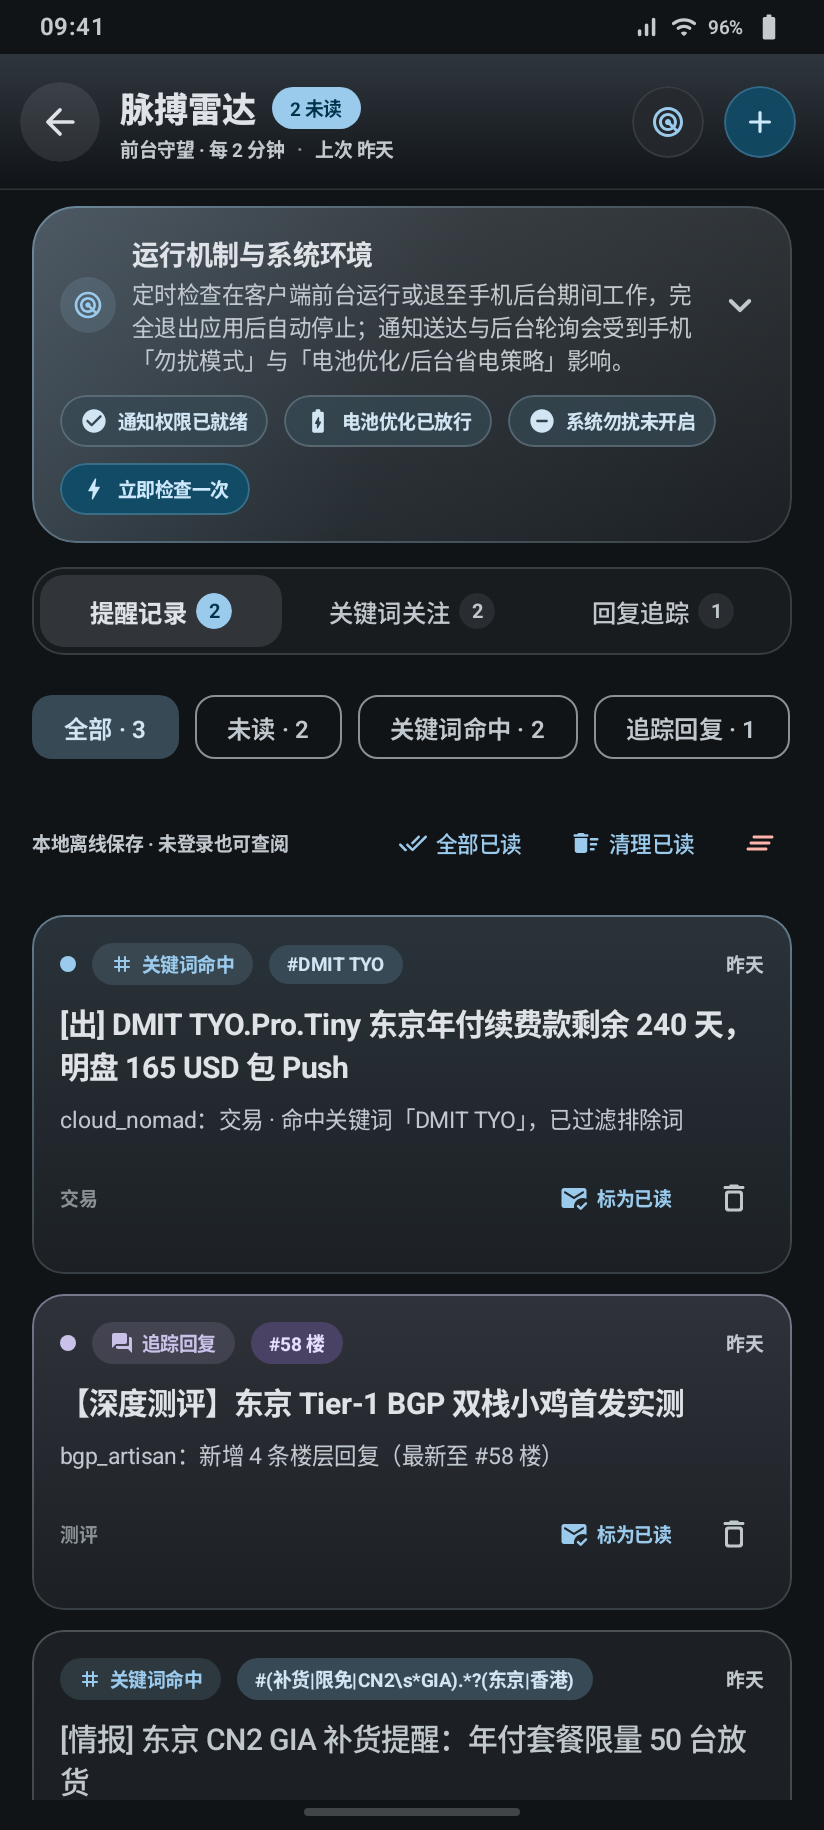 09:41
96%
脉搏雷达
2 未读
前台守望 · 每 2 分钟 · 上次 昨天
运行机制与系统环境
定时检查在客户端前台运行或退至手机后台期间工作，完
全退出应用后自动停止；通知送达与后台轮询会受到手机
「勿扰模式」与「电池优化/后台省电策略」影响。
通知权限已就绪
电池优化已放行
系统勿扰未开启
立即检查一次
提醒记录 2
关键词关注 2
回复追踪 1
全部 · 3
未读 · 2
关键词命中 · 2
追踪回复 · 1
本地离线保存 · 未登录也可查阅
全部已读
清理已读
关键词命中
#DMIT TYO
昨天
[出] DMIT TYO.Pro.Tiny 东京年付续费款剩余 240 天，
明盘 165 USD 包 Push
cloud_nomad：交易 · 命中关键词「DMIT TYO」，已过滤排除词
交易
标为已读
追踪回复
#58 楼
昨天
【深度测评】东京 Tier-1 BGP 双栈小鸡首发实测
bgp_artisan：新增 4 条楼层回复（最新至 #58 楼）
测评
标为已读
关键词命中
#(补货|限免|CN2\s*GIA).*?(东京|香港)
昨天
[情报] 东京 CN2 GIA 补货提醒：年付套餐限量 50 台放
货